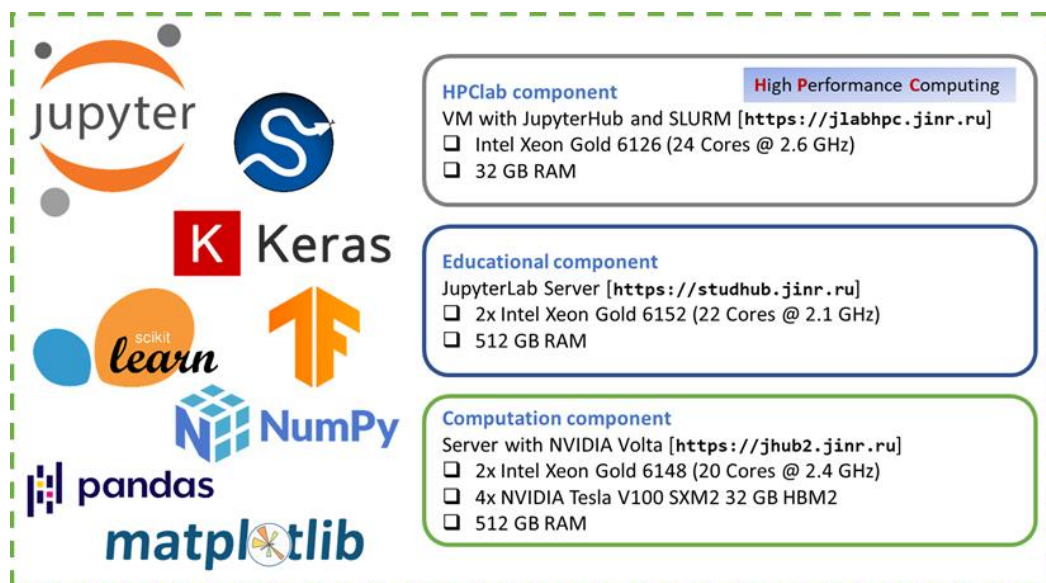 jupyter
K Keras
scikit
learn
TF
NumPy
pandas
matplotlib
HPClab component
High Performance Computing
VM with JupyterHub and SLURM [https://jlabhpc.jinr.ru]
❑ Intel Xeon Gold 6126 (24 Cores @ 2.6 GHz)
❑ 32 GB RAM
Educational component
JupyterLab Server [https://studhub.jinr.ru]
❑ 2x Intel Xeon Gold 6152 (22 Cores @ 2.1 GHz)
❑ 512 GB RAM
Computation component
Server with NVIDIA Volta [https://jhub2.jinr.ru]
❑ 2x Intel Xeon Gold 6148 (20 Cores @ 2.4 GHz)
❑ 4x NVIDIA Tesla V100 SXM2 32 GB HBM2
❑ 512 GB RAM